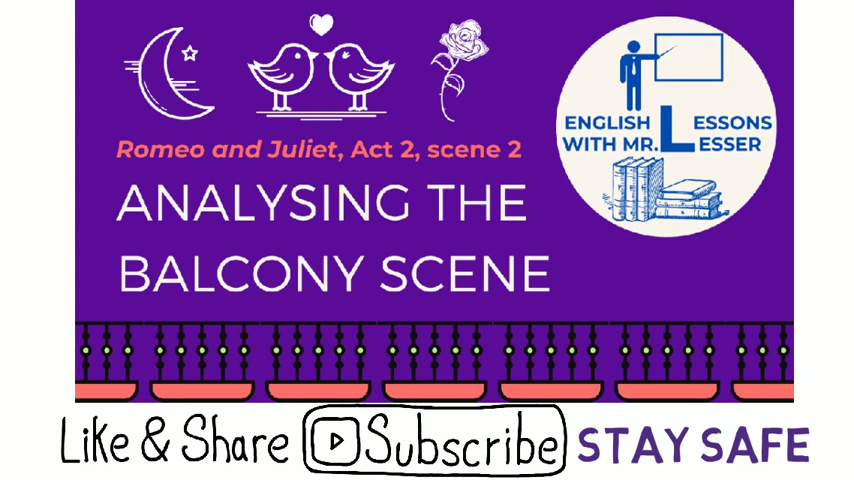 Romeo and Juliet, Act 2, scene 2
ANALYSING THE
BALCONY SCENE
ENGLISH LESSONS
WITH MR. LESSER
Like & Share Subscribe STAY SAFE